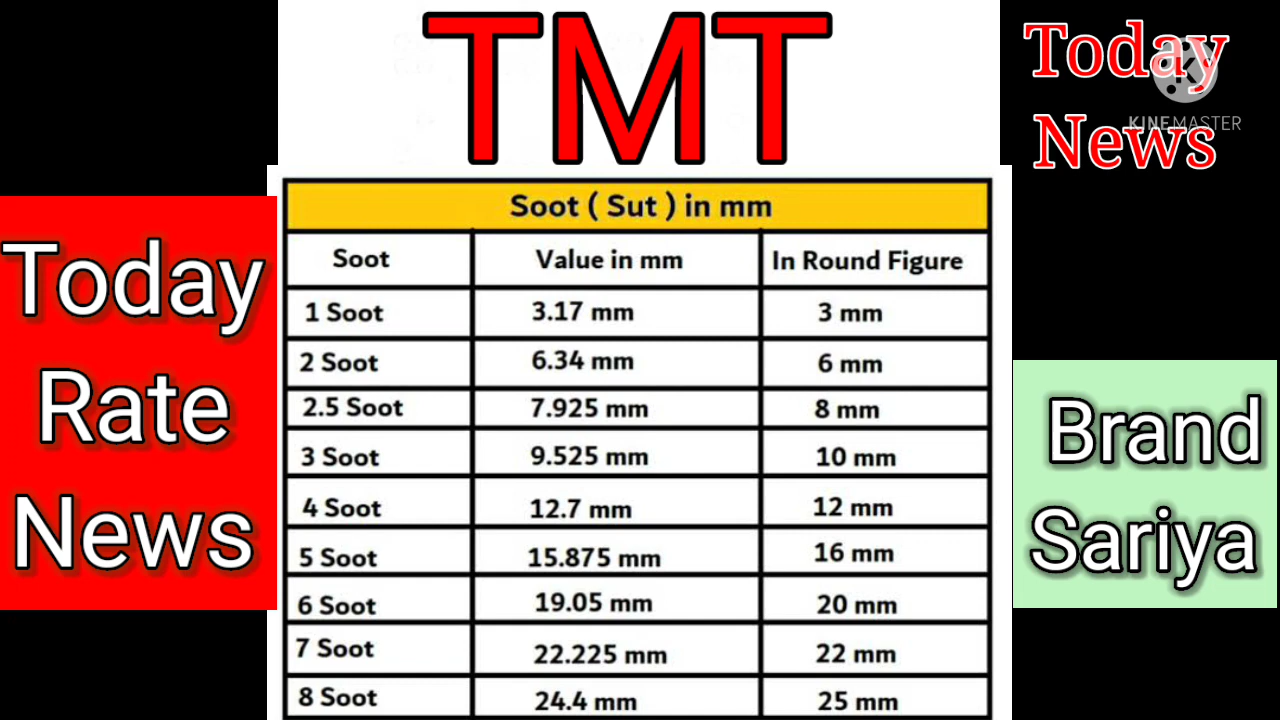 TMT
Today
News
KINEMASTER
Today
Rate
News
Soot ( Sut ) in mm
Soot Value in mm In Round Figure
1 Soot 3.17 mm 3 mm
2 Soot 6.34 mm 6 mm
2.5 Soot 7.925 mm 8 mm
3 Soot 9.525 mm 10 mm
4 Soot 12.7 mm 12 mm
5 Soot 15.875 mm 16 mm
6 Soot 19.05 mm 20 mm
7 Soot 22.225 mm 22 mm
8 Soot 24.4 mm 25 mm
Brand
Sariya